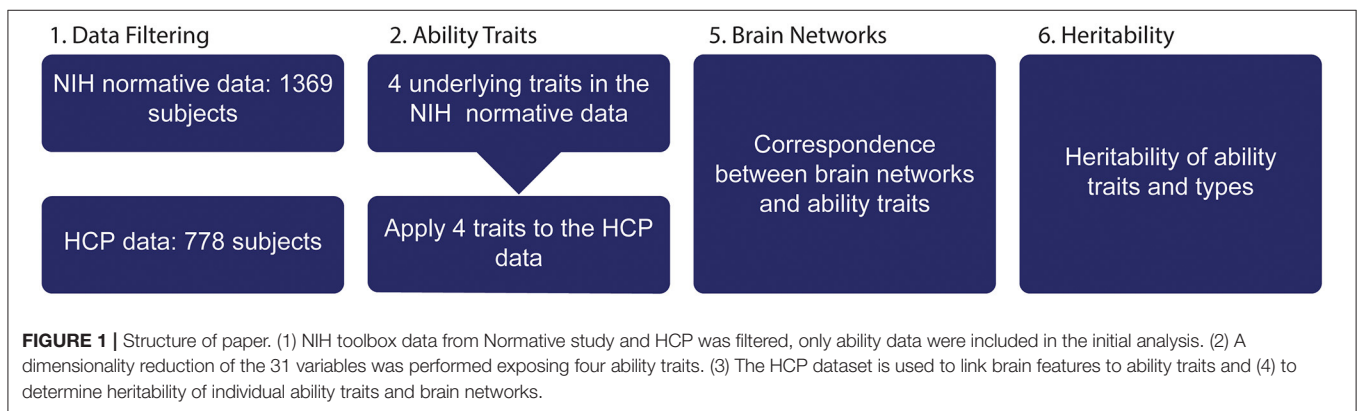 1. Data Filtering
NIH normative data: 1369
subjects
HCP data: 778 subjects
2. Ability Traits
4 underlying traits in the
NIH normative data
Apply 4 traits to the HCP
data
5. Brain Networks
Correspondence
between brain networks
and ability traits
6. Heritability
Heritability of ability
traits and types
FIGURE 1 | Structure of paper. (1) NIH toolbox data from Normative study and HCP was filtered, only ability data were included in the initial analysis. (2) A
dimensionality reduction of the 31 variables was performed exposing four ability traits. (3) The HCP dataset is used to link brain features to ability traits and (4) to
determine heritability of individual ability traits and brain networks.